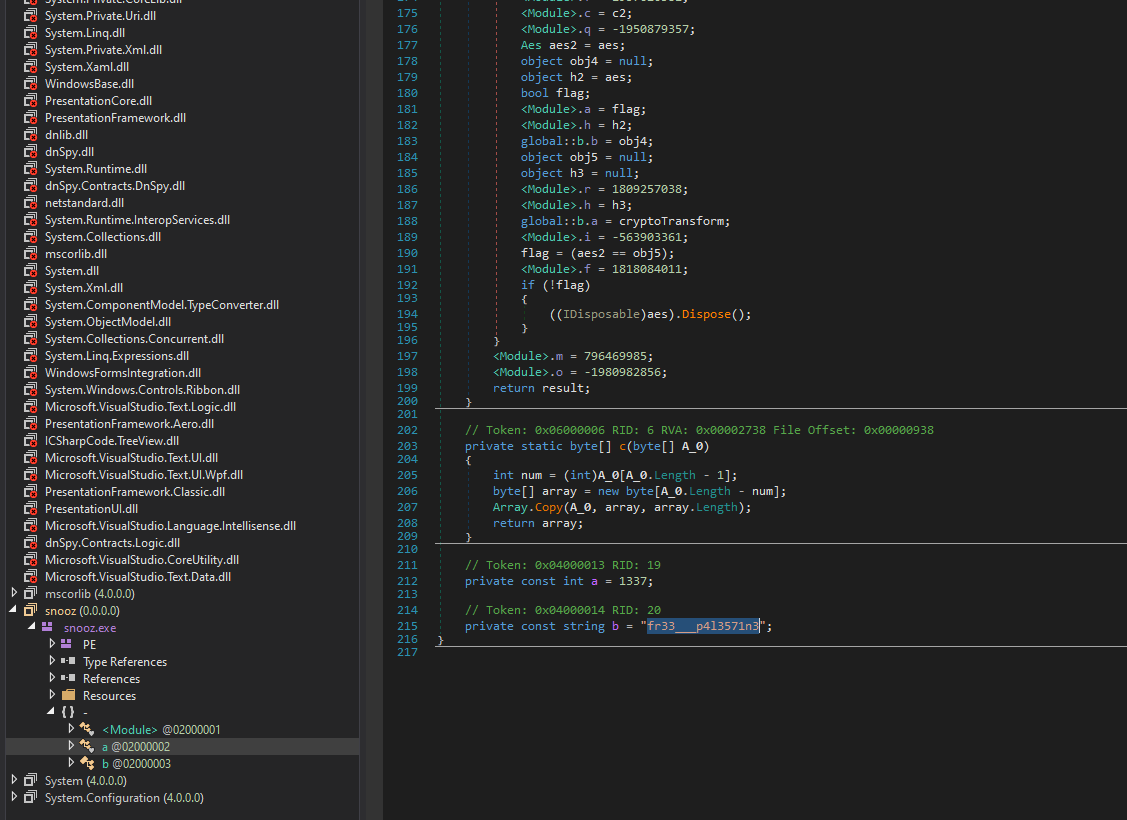 System.Private.CoreLib.dll
System.Private.Uri.dll
System.Linq.dll
System.Private.Xml.dll
System.Xaml.dll
WindowsBase.dll
PresentationCore.dll
PresentationFramework.dll
dnlib.dll
dnSpy.dll
System.Runtime.dll
dnSpy.Contracts.DnSpy.dll
netstandard.dll
System.Runtime.InteropServices.dll
System.Collections.dll
mscorlib.dll
System.dll
System.Xml.dll
System.ComponentModel.TypeConverter.dll
System.ObjectModel.dll
System.Collections.Concurrent.dll
System.Linq.Expressions.dll
WindowsFormsIntegration.dll
System.Windows.Controls.Ribbon.dll
Microsoft.VisualStudio.Text.Logic.dll
PresentationFramework.Aero.dll
ICSharpCode.TreeView.dll
Microsoft.VisualStudio.Text.UI.dll
Microsoft.VisualStudio.Text.UI.Wpf.dll
PresentationFramework.Classic.dll
PresentationUI.dll
Microsoft.VisualStudio.Language.Intellisense.dll
dnSpy.Contracts.Logic.dll
Microsoft.VisualStudio.CoreUtility.dll
Microsoft.VisualStudio.Text.Data.dll
mscorlib (4.0.0.0)
snooz (0.0.0.0)
snooz.exe
PE
Type References
References
Resources
{ } -
<Module> @02000001
a @02000002
b @02000003
System (4.0.0.0)
System.Configuration (4.0.0.0)
175 <Module>.c = c2;
176 <Module>.q = -1950879357;
177 Aes aes2 = aes;
178 object obj4 = null;
179 object h2 = aes;
180 bool flag;
181 <Module>.a = flag;
182 <Module>.h = h2;
183 global::b.b = obj4;
184 object obj5 = null;
185 object h3 = null;
186 <Module>.r = 1809257038;
187 <Module>.h = h3;
188 global::b.a = cryptoTransform;
189 <Module>.i = -563903361;
190 flag = (aes2 == obj5);
191 <Module>.f = 1818084011;
192 if (!flag)
193 {
194 ((IDisposable)aes).Dispose();
195 }
196 }
197 <Module>.m = 796469985;
198 <Module>.o = -1980982856;
199 return result;
200 }
201
202 // Token: 0x06000006 RID: 6 RVA: 0x00002738 File Offset: 0x00000938
203 private static byte[] c(byte[] A_0)
204 {
205 int num = (int)A_0[A_0.Length - 1];
206 byte[] array = new byte[A_0.Length - num];
207 Array.Copy(A_0, array, array.Length);
208 return array;
209 }
210
211 // Token: 0x04000013 RID: 19
212 private const int a = 1337;
213
214 // Token: 0x04000014 RID: 20
215 private const string b = "fr33___p4l3571n3";
216 }
217